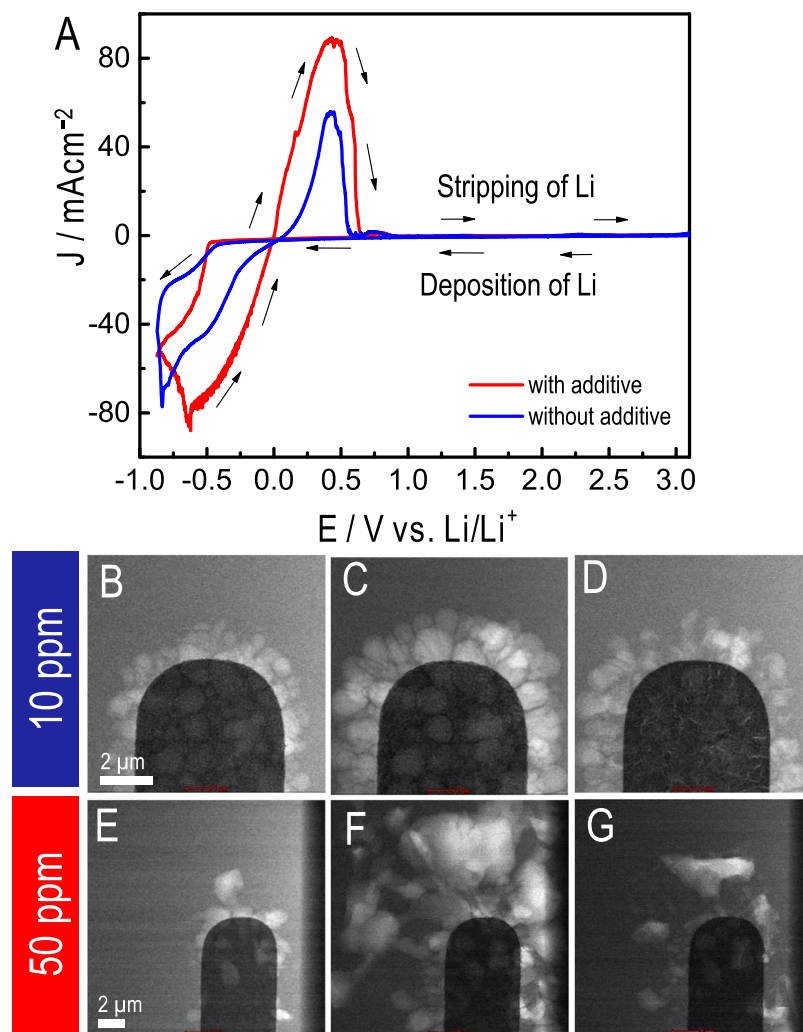 A
80
40
0
-40
-80
J / mAcm⁻²
Stripping of Li
Deposition of Li
with additive
without additive
-1.0 -0.5 0.0 0.5 1.0 1.5 2.0 2.5 3.0
E / V vs. Li/Li⁺
10 ppm
B
C
D
2 µm
50 ppm
E
F
G
2 µm